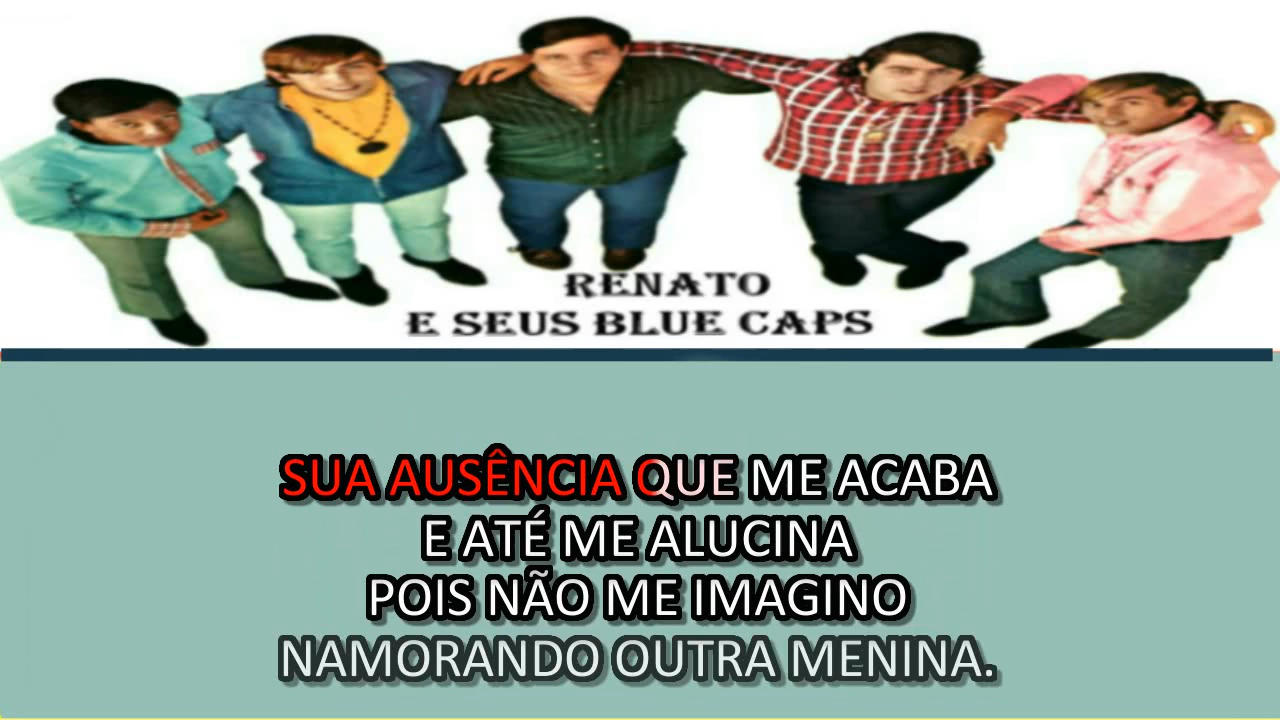 RENATO
E SEUS BLUE CAPS
SUA AUSÊNCIA QUE ME ACABA
E ATÉ ME ALUCINA
POIS NÃO ME IMAGINO
NAMORANDO OUTRA MENINA.